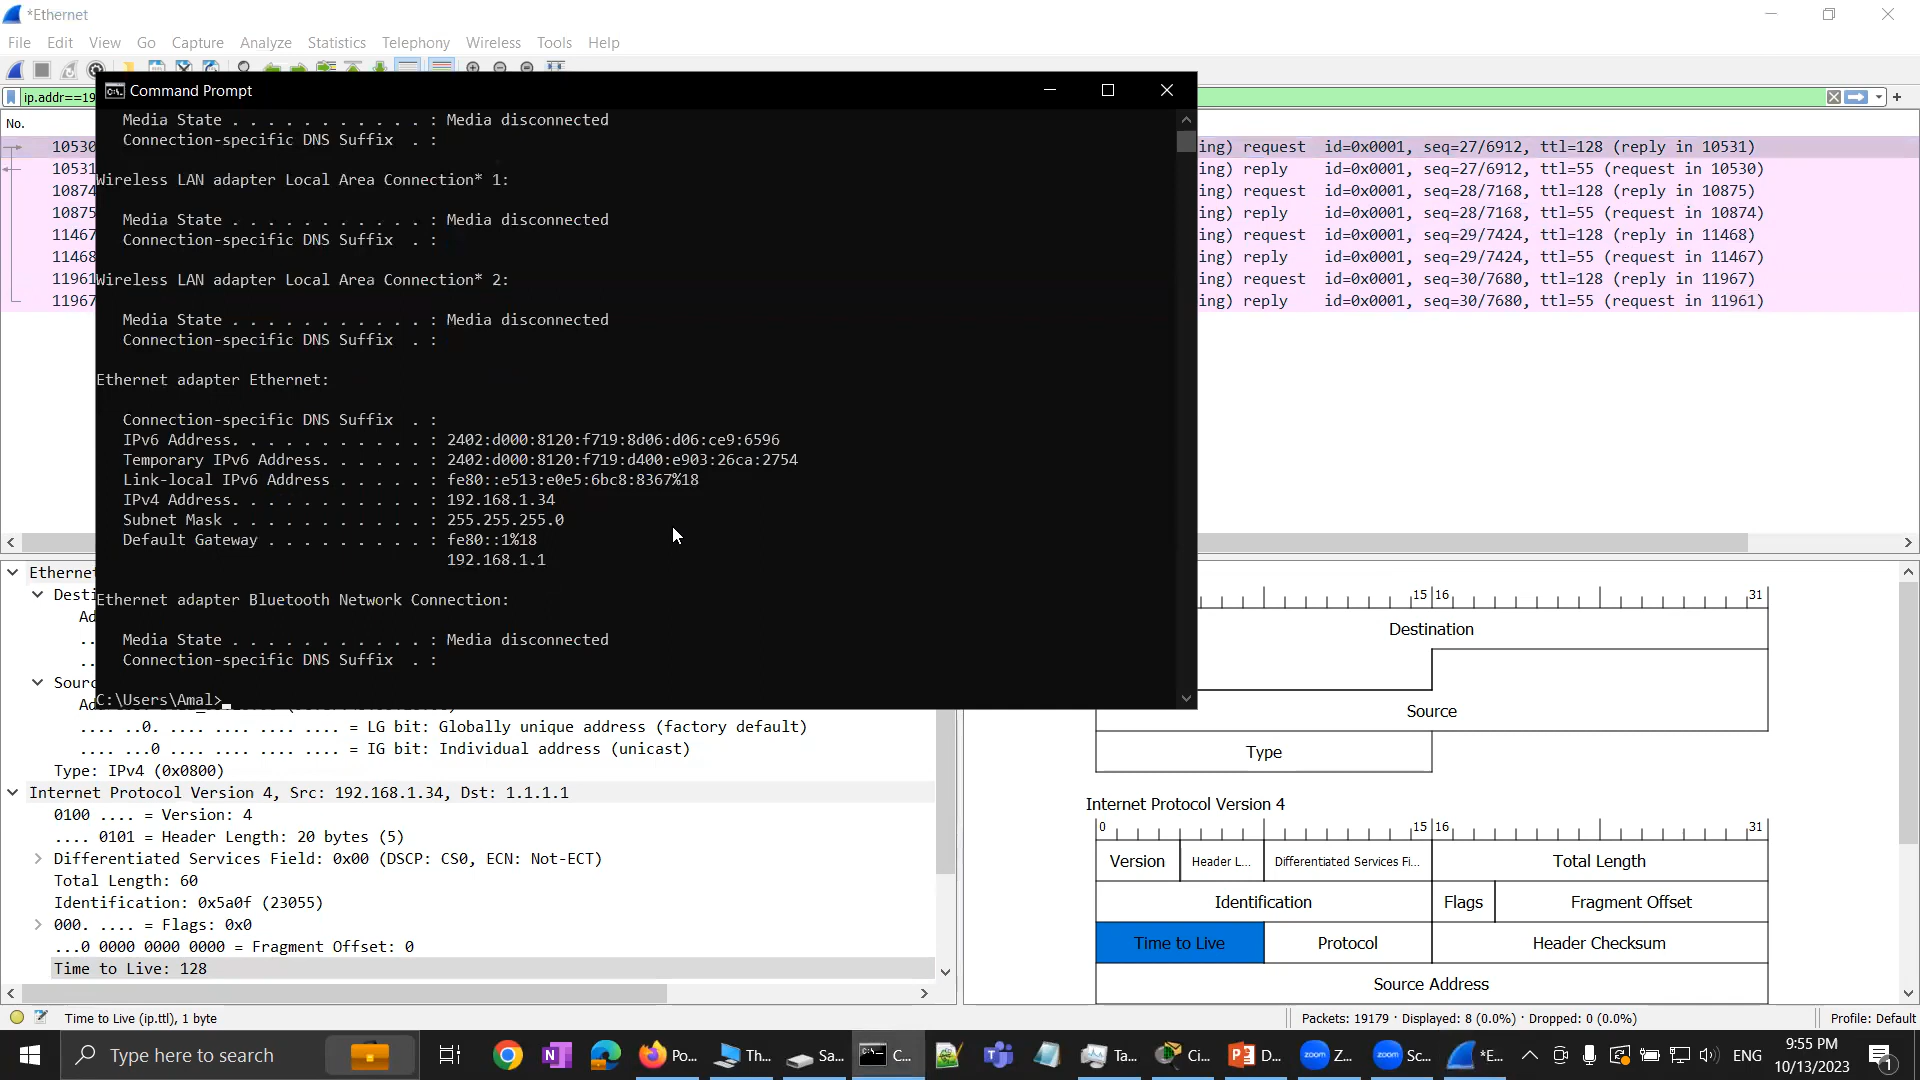 *Ethernet
File Edit View Go Capture Analyze Statistics Telephony Wireless Tools Help
ip.addr==19
No.
Command Prompt
Media State . . . . . . . . . . . : Media disconnected
Connection-specific DNS Suffix  . :
Wireless LAN adapter Local Area Connection* 1:
Media State . . . . . . . . . . . : Media disconnected
Connection-specific DNS Suffix  . :
Wireless LAN adapter Local Area Connection* 2:
Media State . . . . . . . . . . . : Media disconnected
Connection-specific DNS Suffix  . :
Ethernet adapter Ethernet:
Connection-specific DNS Suffix  . :
IPv6 Address. . . . . . . . . . . : 2402:d000:8120:f719:8d06:d06:ce9:6596
Temporary IPv6 Address. . . . . . : 2402:d000:8120:f719:d400:e903:26ca:2754
Link-local IPv6 Address . . . . . : fe80::e513:e0e5:6bc8:8367%18
IPv4 Address. . . . . . . . . . . : 192.168.1.34
Subnet Mask . . . . . . . . . . . : 255.255.255.0
Default Gateway . . . . . . . . . : fe80::1%18
192.168.1.1
Ethernet adapter Bluetooth Network Connection:
Media State . . . . . . . . . . . : Media disconnected
Connection-specific DNS Suffix  . :
C:\Users\Amal>
10530 ing) request id=0x0001, seq=27/6912, ttl=128 (reply in 10531)
10531 ing) reply id=0x0001, seq=27/6912, ttl=55 (request in 10530)
10874 ing) request id=0x0001, seq=28/7168, ttl=128 (reply in 10875)
10875 ing) reply id=0x0001, seq=28/7168, ttl=55 (request in 10874)
11467 ing) request id=0x0001, seq=29/7424, ttl=128 (reply in 11468)
11468 ing) reply id=0x0001, seq=29/7424, ttl=55 (request in 11467)
11961 ing) request id=0x0001, seq=30/7680, ttl=128 (reply in 11967)
11967 ing) reply id=0x0001, seq=30/7680, ttl=55 (request in 11961)
Ethernet
Desti
Ad
..
..
Sourc
Ad
.... ..0. .... .... .... .... = LG bit: Globally unique address (factory default)
.... ...0 .... .... .... .... = IG bit: Individual address (unicast)
Type: IPv4 (0x0800)
Internet Protocol Version 4, Src: 192.168.1.34, Dst: 1.1.1.1
0100 .... = Version: 4
.... 0101 = Header Length: 20 bytes (5)
Differentiated Services Field: 0x00 (DSCP: CS0, ECN: Not-ECT)
Total Length: 60
Identification: 0x5a0f (23055)
000. .... = Flags: 0x0
...0 0000 0000 0000 = Fragment Offset: 0
Time to Live: 128
15 16 31
Destination
Source
Type
Internet Protocol Version 4
0 15 16 31
Version Header L... Differentiated Services Fi... Total Length
Identification Flags Fragment Offset
Time to Live Protocol Header Checksum
Source Address
Time to Live (ip.ttl), 1 byte
Packets: 19179 · Displayed: 8 (0.0%) · Dropped: 0 (0.0%)
Profile: Default
Type here to search
Po...
Th...
Sa...
C...
Ta...
Ci...
D...
zoom Z...
zoom Sc...
*E...
ENG
9:55 PM
10/13/2023
1